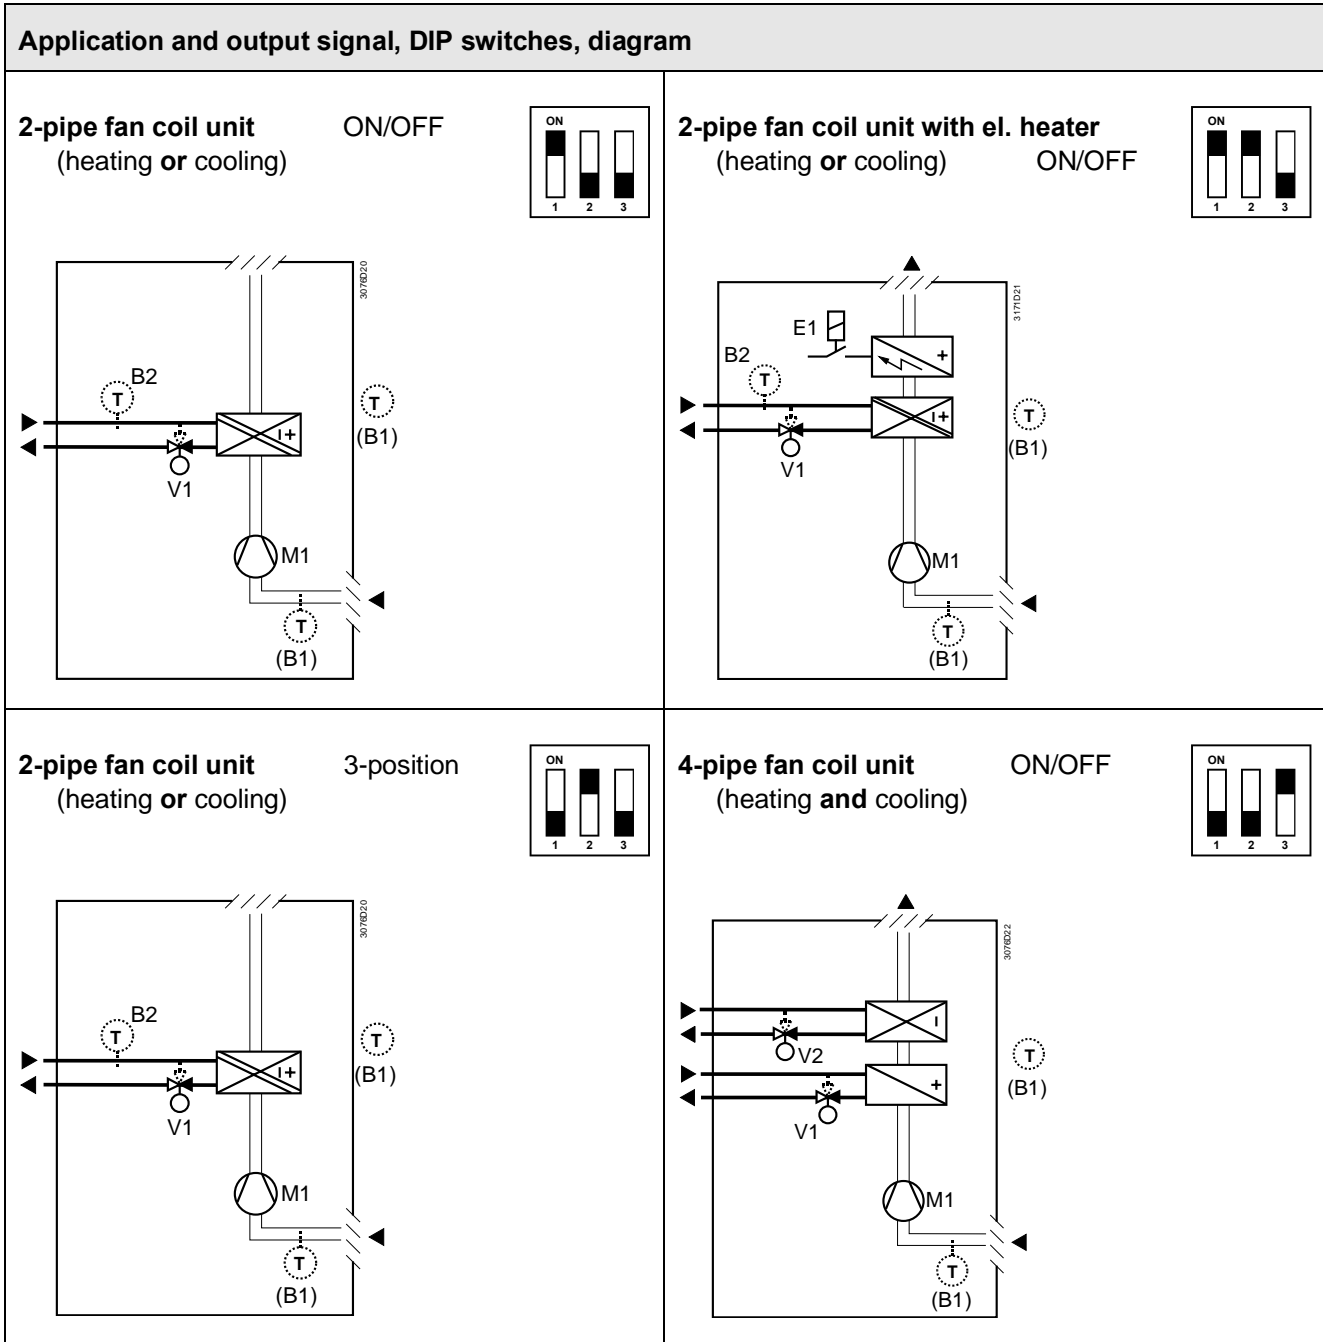 Application and output signal, DIP switches, diagram
2-pipe fan coil unit ON/OFF
(heating or cooling)
ON
1 2 3
3076D20
B2
T
T
(B1)
I+
V1
M1
T
(B1)
2-pipe fan coil unit with el. heater
(heating or cooling) ON/OFF
ON
1 2 3
3171D21
E1
B2
+
T
T
I+
(B1)
V1
M1
T
(B1)
2-pipe fan coil unit 3-position
(heating or cooling)
ON
1 2 3
3076D20
B2
T
T
(B1)
I+
V1
M1
T
(B1)
4-pipe fan coil unit ON/OFF
(heating and cooling)
ON
1 2 3
3076D22
I
V2
T
(B1)
+
V1
M1
T
(B1)